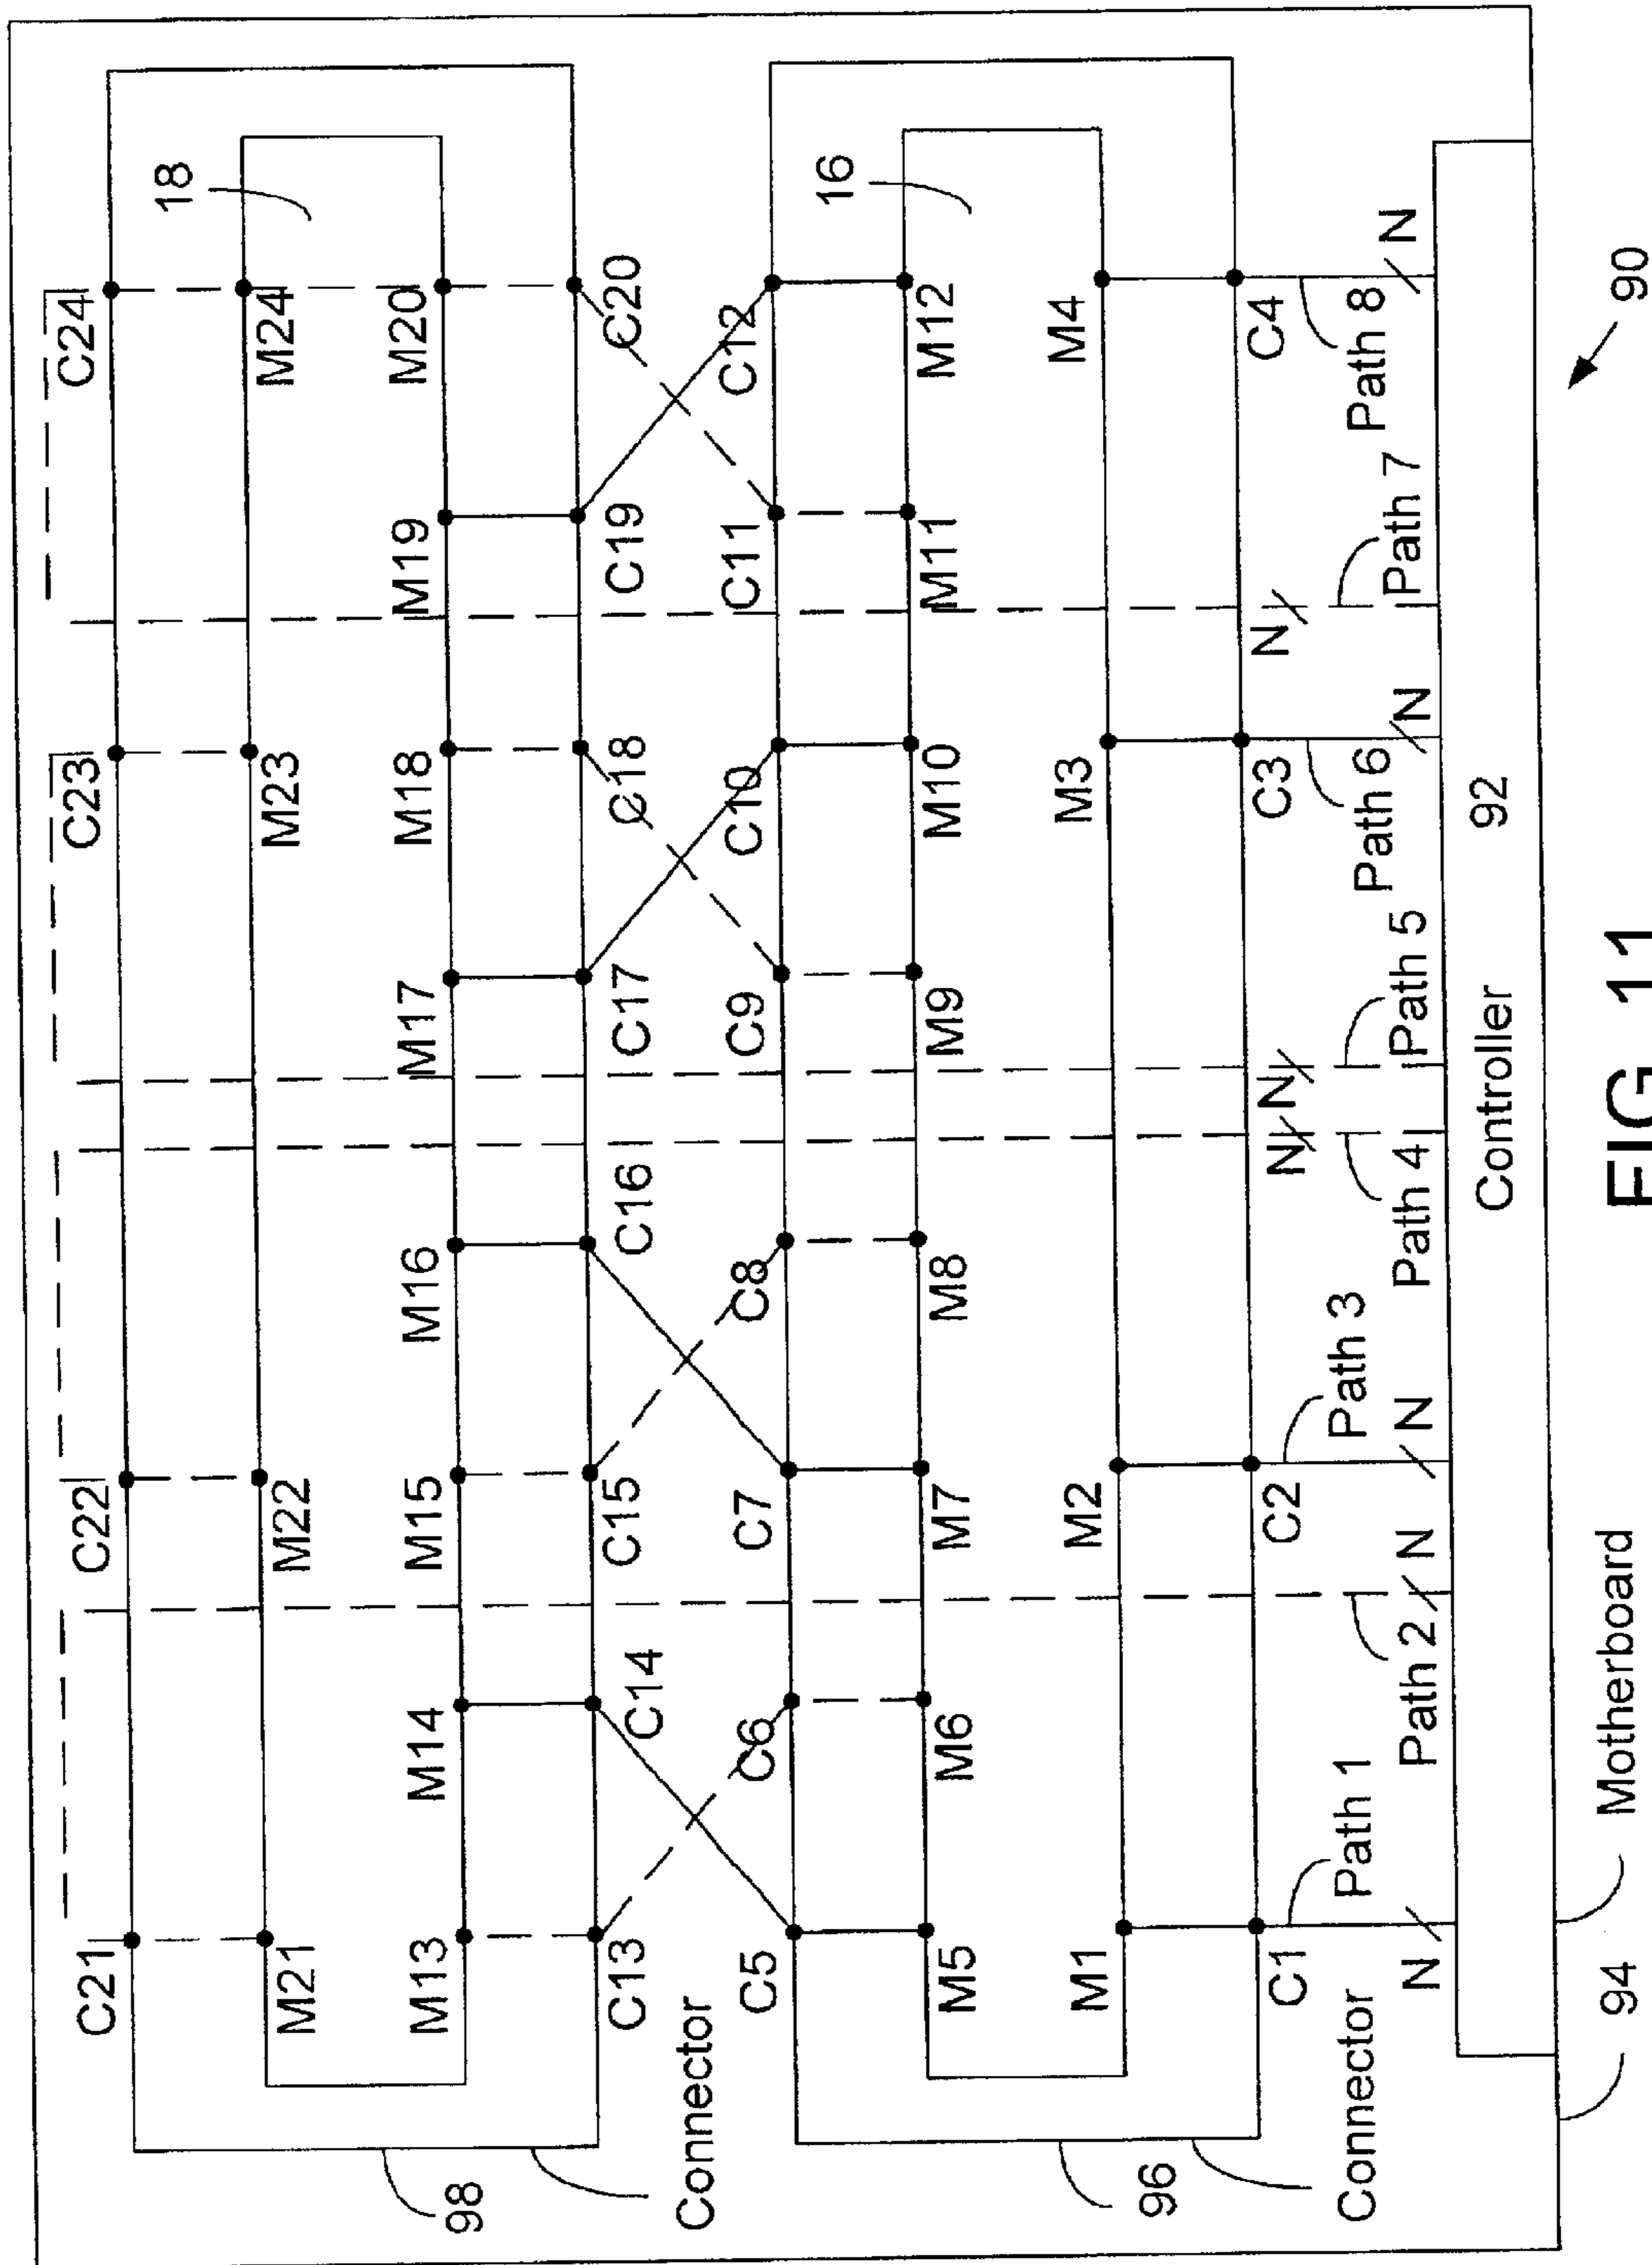 C21
C22
C23
C24
M21
M22
M23
M24
18
M13
M14
M15
M16
M17
M18
M19
M20
98
C13
C14
C15
C16
C17
C18
C19
C20
Connector
C5
C6
C7
C8
C9
C10
C11
C12
M5
M6
M7
M8
M9
M10
M11
M12
16
M1
M2
M3
M4
96
C1
C2
C3
C4
Connector
N
N
N
N
N
N
N
N
Path 1
Path 2
Path 3
Path 4
Path 5
Path 6
Path 7
Path 8
Controller
92
94
Motherboard
90
FIG 11